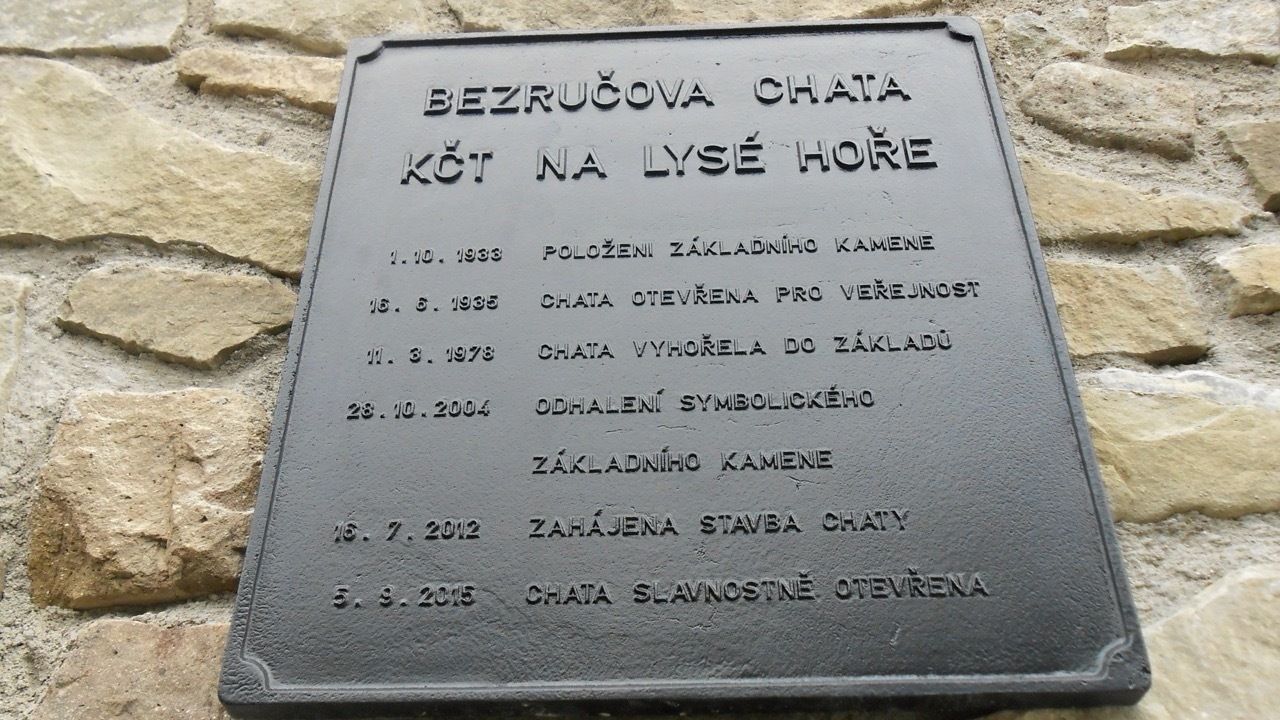 BEZRUČOVA CHATA
KČT NA LYSÉ HOŘE
1.10.1933 POLOŽENI ZÁKLADNÍHO KAMENE
16.6.1935 CHATA OTEVŘENA PRO VEŘEJNOST
11.3.1978 CHATA VYHOŘELA DO ZÁKLADŮ
28.10.2004 ODHALENÍ SYMBOLICKÉHO
ZÁKLADNÍHO KAMENE
16.7.2012 ZAHÁJENA STAVBA CHATY
5.9.2015 CHATA SLAVNOSTNĚ OTEVŘENA